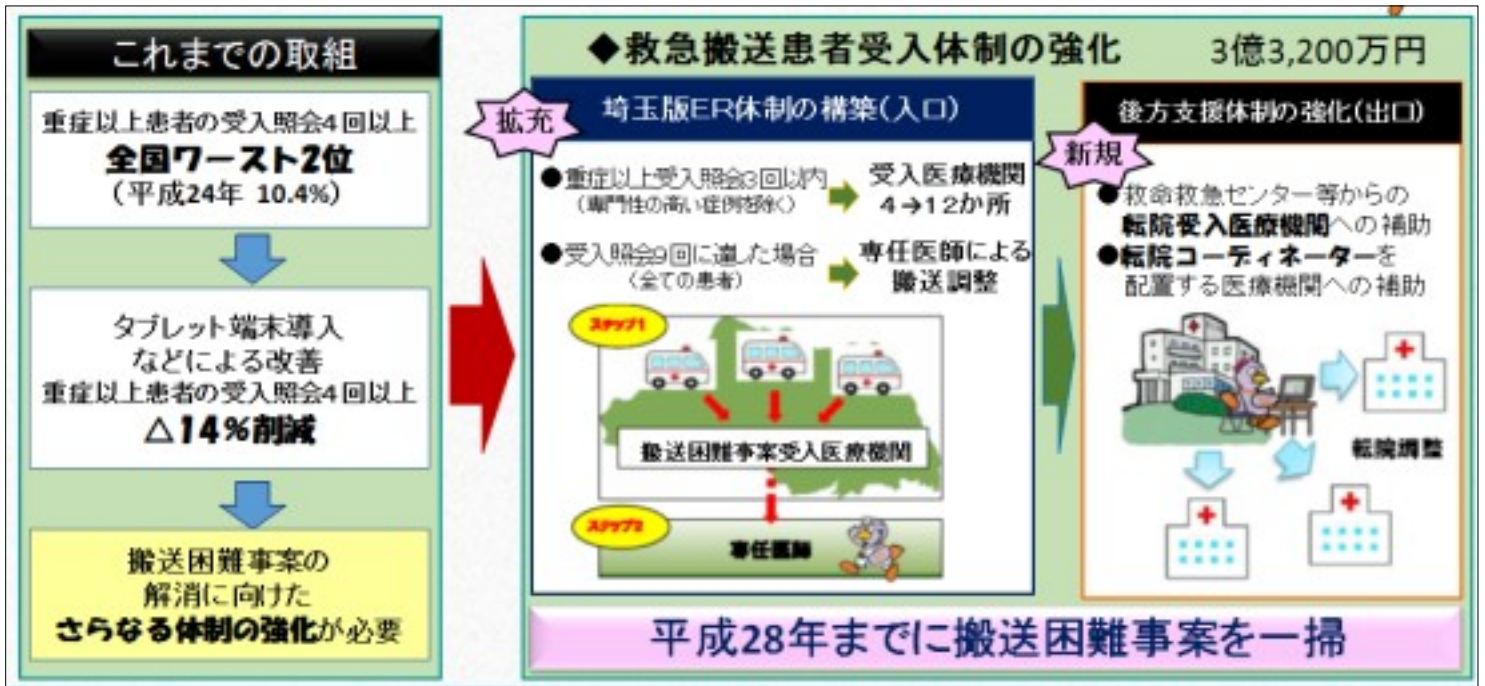 これまでの取組
重症以上患者の受入照会4回以上
全国ワースト2位
(平成24年 10.4%)
タブレット端末導入
などによる改善
重症以上患者の受入照会4回以上
△14%削減
搬送困難事案の
解消に向けた
さらなる体制の強化が必要
◆救急搬送患者受入体制の強化 3億3,200万円
拡充
埼玉版ER体制の構築(入口)
●重症以上受入照会3回以内
(専門性の高い症例を除く)
受入医療機関
4→12か所
●受入照会9回に達した場合
(全ての患者)
専任医師による
搬送調整
ステップ1
搬送困難事案受入医療機関
ステップ2
専任医師
新規
後方支援体制の強化(出口)
●救命救急センター等からの
転院受入医療機関への補助
●転院コーディネーターを
配置する医療機関への補助
転院調整
平成28年までに搬送困難事案を一掃